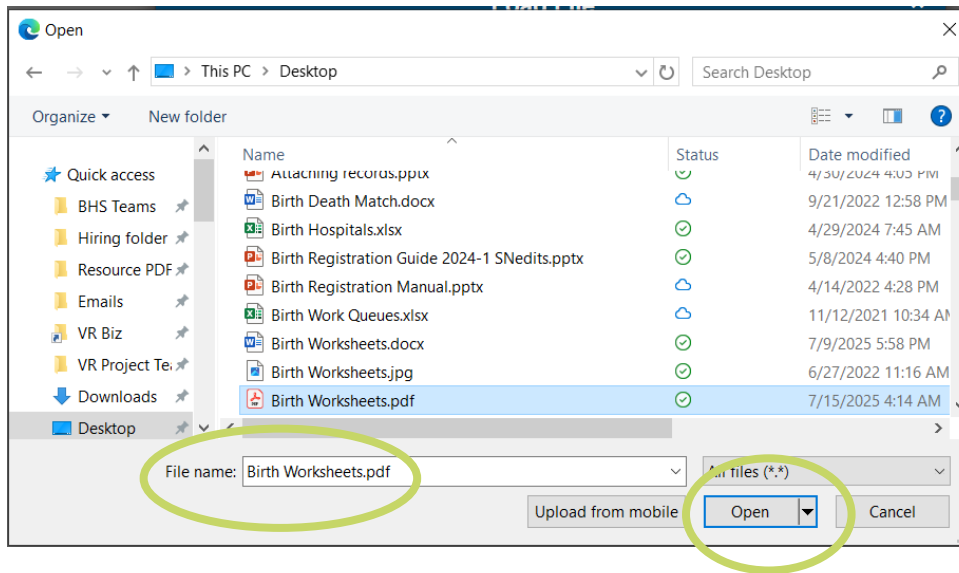 Open
This PC > Desktop
Search Desktop
Organize
New folder
Name Status Date modified
Quick access
BHS Teams
Hiring folder
Resource PDF
Emails
VR Biz
VR Project Te
Downloads
Desktop
Attaching records.pptx 4/30/2024 4:05 PM
Birth Death Match.docx 9/21/2022 12:58 PM
Birth Hospitals.xlsx 4/29/2024 7:45 AM
Birth Registration Guide 2024-1 SNedits.pptx 5/8/2024 4:40 PM
Birth Registration Manual.pptx 4/14/2022 4:28 PM
Birth Work Queues.xlsx 11/12/2021 10:34 AM
Birth Worksheets.docx 7/9/2025 5:58 PM
Birth Worksheets.jpg 6/27/2022 11:16 AM
Birth Worksheets.pdf 7/15/2025 4:14 AM
File name: Birth Worksheets.pdf All files (*.*)
Upload from mobile Open Cancel